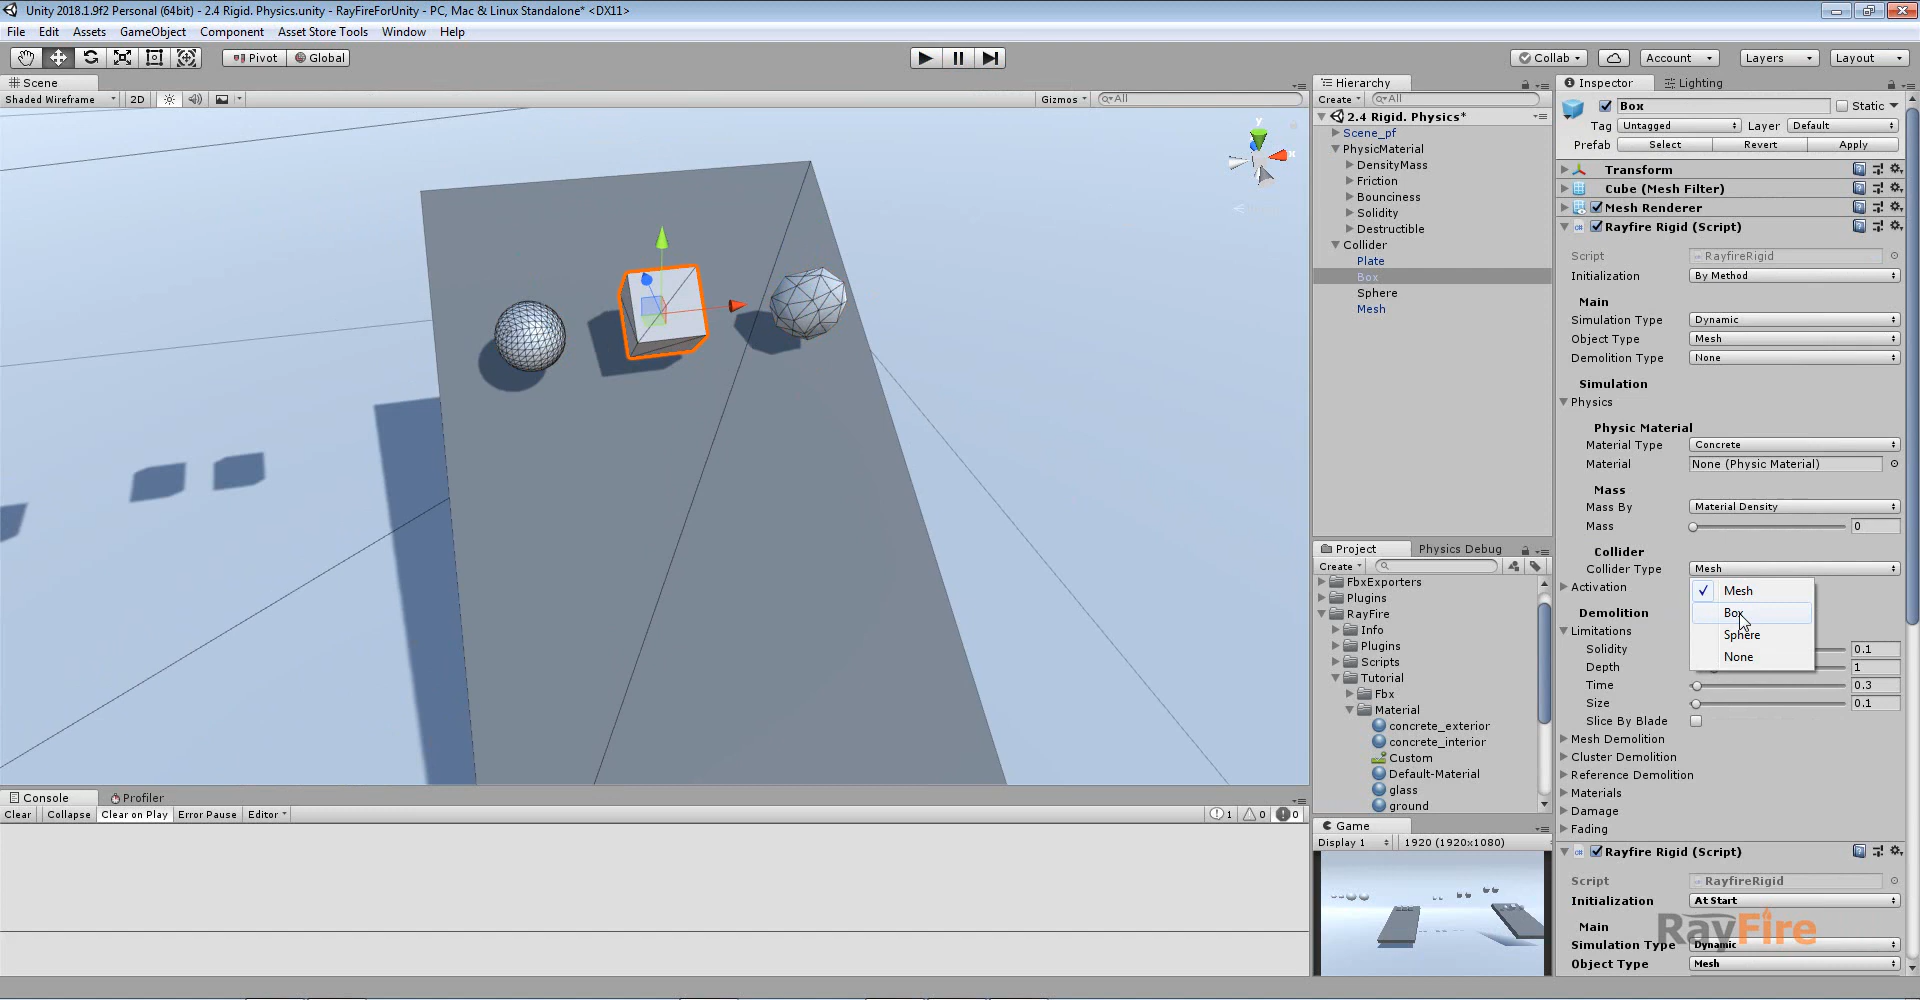 Unity 2018.1.9f2 Personal (64bit) - 2.4 Rigid. Physics.unity - RayFireForUnity - PC, Mac & Linux Standalone* <DX11>
File Edit Assets GameObject Component Asset Store Tools Window Help
Pivot Global Collab Account Layers Layout
Scene
Shaded Wireframe 2D Gizmos All
y
x
Hierarchy
Create All
2.4 Rigid. Physics*
Scene_pf
PhysicMaterial
DensityMass
Friction
Bounciness
Solidity
Destructible
Collider
Plate
Box
Sphere
Mesh
Project Physics Debug
Create
FbxExporters
Plugins
RayFire
Info
Plugins
Scripts
Tutorial
Fbx
Material
concrete_exterior
concrete_interior
Custom
Default-Material
glass
ground
Game
Display 1 1920 (1920x1080)
Console Profiler
Clear Collapse Clear on Play Error Pause Editor 1 0 0
Inspector Lighting
Box Static
Tag Untagged Layer Default
Prefab Select Revert Apply
Transform
Cube (Mesh Filter)
Mesh Renderer
Rayfire Rigid (Script)
Script RayfireRigid
Initialization By Method
Main
Simulation Type Dynamic
Object Type Mesh
Demolition Type None
Simulation
Physics
Physic Material
Material Type Concrete
Material None (Physic Material)
Mass
Mass By Material Density
Mass 0
Collider
Collider Type Mesh
Activation
Mesh
Box
Sphere
None
Demolition
Limitations
Solidity 0.1
Depth 1
Time 0.3
Size 0.1
Slice By Blade
Mesh Demolition
Cluster Demolition
Reference Demolition
Materials
Damage
Fading
Rayfire Rigid (Script)
Script RayfireRigid
Initialization At Start
Main
Simulation Type Dynamic
Object Type Mesh
RayFire